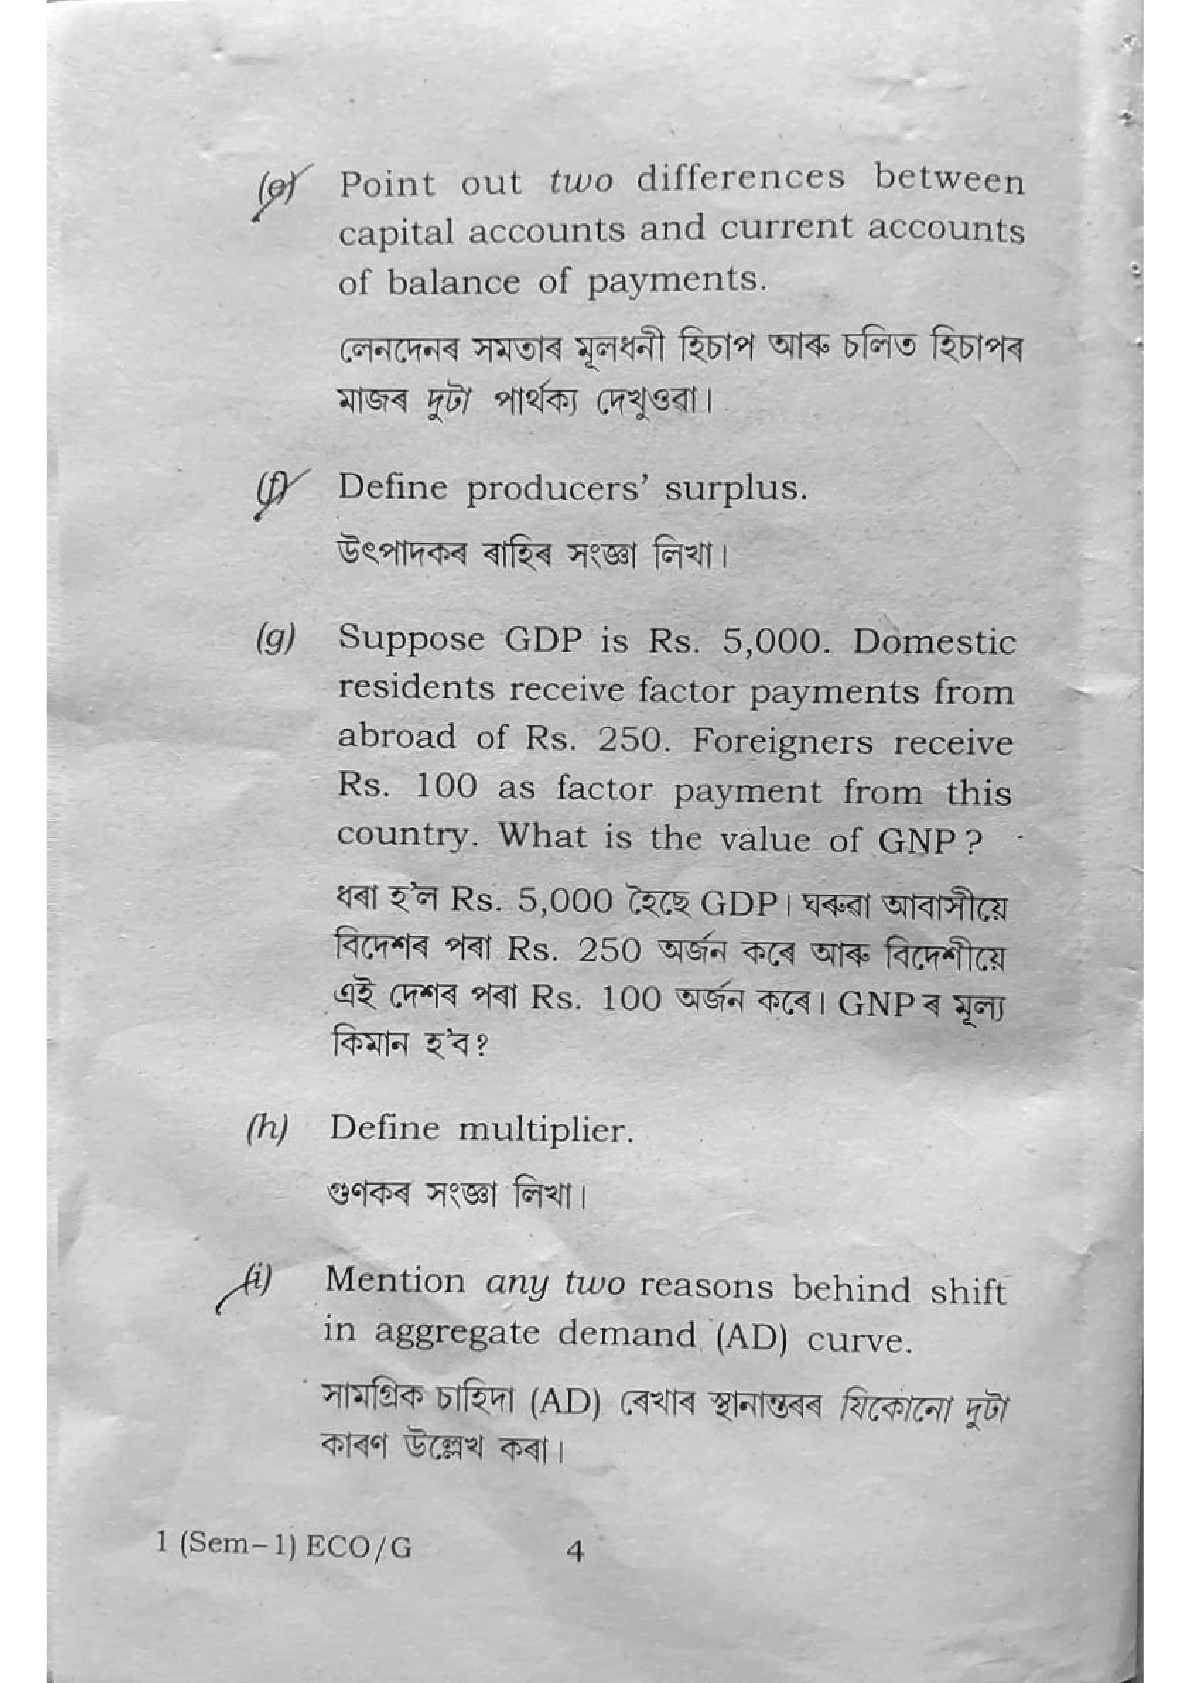 (e) Point out two differences between
capital accounts and current accounts
of balance of payments.
লেনদেনৰ সমতাৰ মূলধনী হিচাপ আৰু চলিত হিচাপৰ
মাজৰ দুটা পাৰ্থক্য দেখুওৱা।
(f) Define producers’ surplus.
উৎপাদকৰ ৰাহিৰ সংজ্ঞা লিখা।
(g) Suppose GDP is Rs. 5,000. Domestic
residents receive factor payments from
abroad of Rs. 250. Foreigners receive
Rs. 100 as factor payment from this
country. What is the value of GNP?
ধৰা হ’ল Rs. 5,000 হৈছে GDP। ঘৰুৱা আবাসীয়ে
বিদেশৰ পৰা Rs. 250 অৰ্জন কৰে আৰু বিদেশীয়ে
এই দেশৰ পৰা Rs. 100 অৰ্জন কৰে। GNPৰ মূল্য
কিমান হ’ব?
(h) Define multiplier.
গুণকৰ সংজ্ঞা লিখা।
(i) Mention any two reasons behind shift
in aggregate demand (AD) curve.
সামগ্ৰিক চাহিদা (AD) ৰেখাৰ স্থানান্তৰৰ যিকোনো দুটা
কাৰণ উল্লেখ কৰা।
1 (Sem–1) ECO/G 4